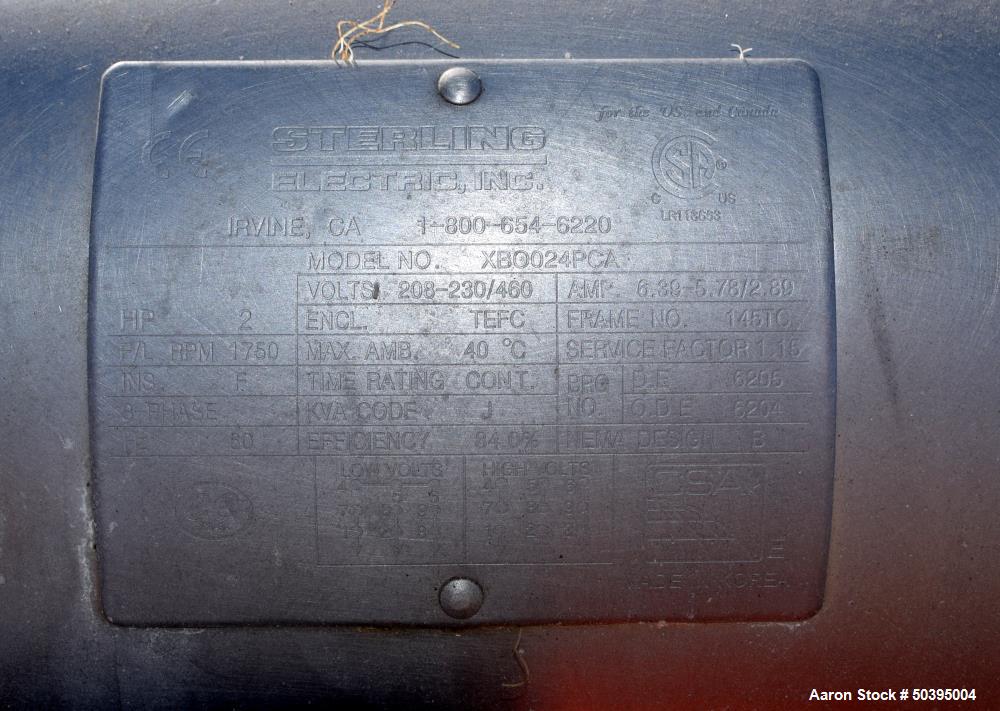 for the US and Canada
CE
STERLING
ELECTRIC, INC.
SA ®
C US
IRVINE, CA 1-800-654-6220
MODEL NO. XBO024PCA
VOLTS 208-230/460 AMP. 6.39-5.78/2.89
HP 2 ENCL. TEFC FRAME NO. 145TC
F/L RPM 1750 MAX. AMB. 40 °C SERVICE FACTOR 1.15
INS. F TIME RATING CONT. BRG D.E. 6205
3 PHASE KVA CODE J NO. O.D.E 6204
60 EFFICIENCY 84.0% NEMA DESIGN B
LOW VOLTS HIGH VOLTS
CSA
E
MADE KOREA
Aaron Stock # 50395004